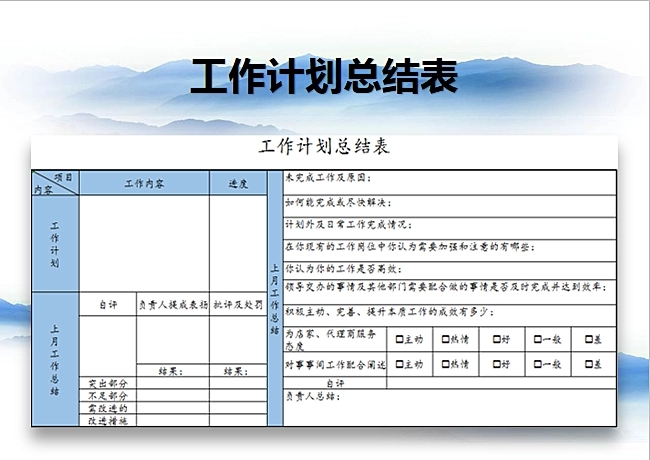 工作计划总结表
工作计划总结表
项目
内容
工作内容
进度
工作计划
上月工作总结
自评
负责人提成表扬
批评及处罚
结果：
结果：
突出部分
不足部分
需改进的
改进措施
上月工作总结
未完成工作及原因：
如何能完成或尽快解决：
计划外及日常工作完成情况：
在你现有的工作岗位中你认为需要加强和注意的有哪些：
你认为你的工作是否高效：
领导交办的事情及其他部门需要配合做的事情是否及时完成并达到效率：
积极主动、完善、提升本质工作的成效有多少：
为店家、代理商服务
态度
□主动 □热情 □好 □一般 □差
对事事间工作配合阐述
□主动 □热情 □好 □一般 □差
自评
负责人总结：